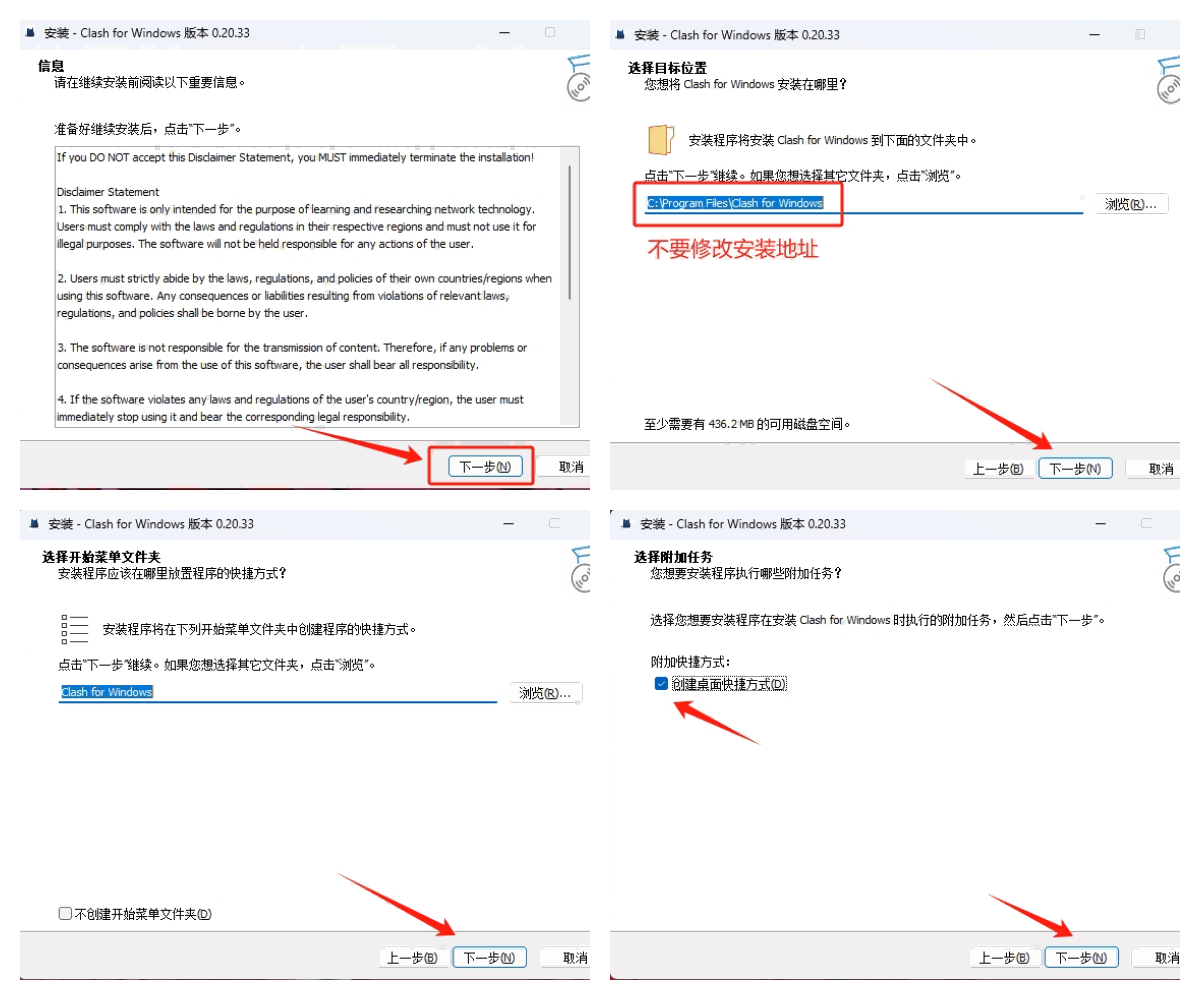 安装 - Clash for Windows 版本 0.20.33
信息
请在继续安装前阅读以下重要信息。
准备好继续安装后，点击“下一步”。
If you DO NOT accept this Disclaimer Statement, you MUST immediately terminate the installation!
Disclaimer Statement
1. This software is only intended for the purpose of learning and researching network technology.
Users must comply with the laws and regulations in their respective regions and must not use it for
illegal purposes. The software will not be held responsible for any actions of the user.
2. Users must strictly abide by the laws, regulations, and policies of their own countries/regions when
using this software. Any consequences or liabilities resulting from violations of relevant laws,
regulations, and policies shall be borne by the user.
3. The software is not responsible for the transmission of content. Therefore, if any problems or
consequences arise from the use of this software, the user shall bear all responsibility.
4. If the software violates any laws and regulations of the user's country/region, the user must
immediately stop using it and bear the corresponding legal responsibility.
下一步(N)
取消
安装 - Clash for Windows 版本 0.20.33
选择目标位置
您想将 Clash for Windows 安装在哪里？
安装程序将安装 Clash for Windows 到下面的文件夹中。
点击“下一步”继续。如果您想选择其它文件夹，点击“浏览”。
C:\Program Files\Clash for Windows
浏览(R)...
不要修改安装地址
至少需要有 436.2 MB 的可用磁盘空间。
上一步(B)
下一步(N)
取消
安装 - Clash for Windows 版本 0.20.33
选择开始菜单文件夹
安装程序应该在哪里放置程序的快捷方式？
安装程序将在下列开始菜单文件夹中创建程序的快捷方式。
点击“下一步”继续。如果您想选择其它文件夹，点击“浏览”。
Clash for Windows
浏览(R)...
不创建开始菜单文件夹(D)
上一步(B)
下一步(N)
取消
安装 - Clash for Windows 版本 0.20.33
选择附加任务
您想要安装程序执行哪些附加任务？
选择您想要安装程序在安装 Clash for Windows 时执行的附加任务，然后点击“下一步”。
附加快捷方式：
创建桌面快捷方式(D)
上一步(B)
下一步(N)
取消